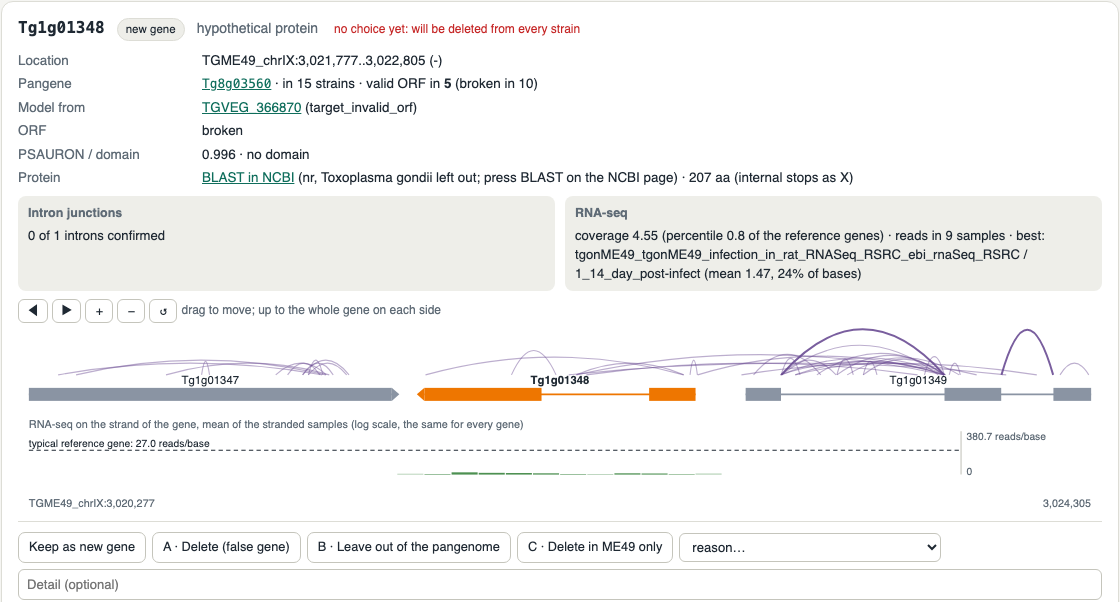 Tg1g01348 new gene hypothetical protein no choice yet: will be deleted from every strain
Location TGME49_chrIX:3,021,777..3,022,805 (-)
Pangene Tg8g03560 · in 15 strains · valid ORF in 5 (broken in 10)
Model from TGVEG_366870 (target_invalid_orf)
ORF broken
PSAURON / domain 0.996 · no domain
Protein BLAST in NCBI (nr, Toxoplasma gondii left out; press BLAST on the NCBI page) · 207 aa (internal stops as X)
Intron junctions
0 of 1 introns confirmed
RNA-seq
coverage 4.55 (percentile 0.8 of the reference genes) · reads in 9 samples · best:
tgonME49_tgonME49_infection_in_rat_RNASeq_RSRC_ebi_rnaSeq_RSRC /
1_14_day_post-infect (mean 1.47, 24% of bases)
◀ ▶ + − ↺ drag to move; up to the whole gene on each side
Tg1g01347 Tg1g01348 Tg1g01349
RNA-seq on the strand of the gene, mean of the stranded samples (log scale, the same for every gene)
380.7 reads/base
typical reference gene: 27.0 reads/base
0
TGME49_chrIX:3,020,277 3,024,305
Keep as new gene A · Delete (false gene) B · Leave out of the pangenome C · Delete in ME49 only reason...
Detail (optional)